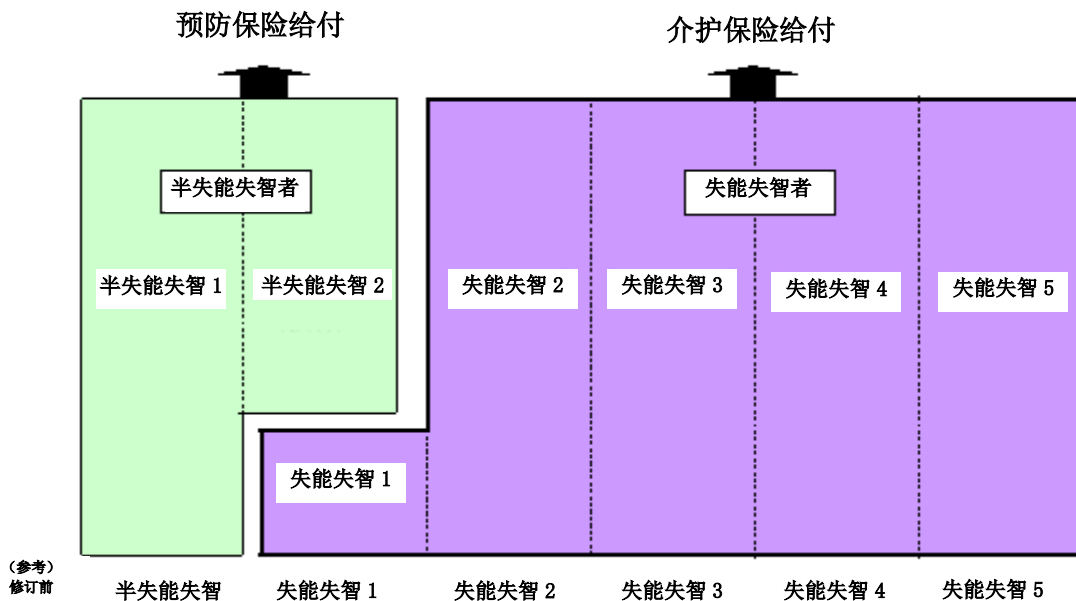 预防保险给付
介护保险给付
半失能失智者
失能失智者
半失能失智 1
半失能失智 2
失能失智 2
失能失智 3
失能失智 4
失能失智 5
失能失智 1
（参考）
修订前
半失能失智
失能失智 1
失能失智 2
失能失智 3
失能失智 4
失能失智 5